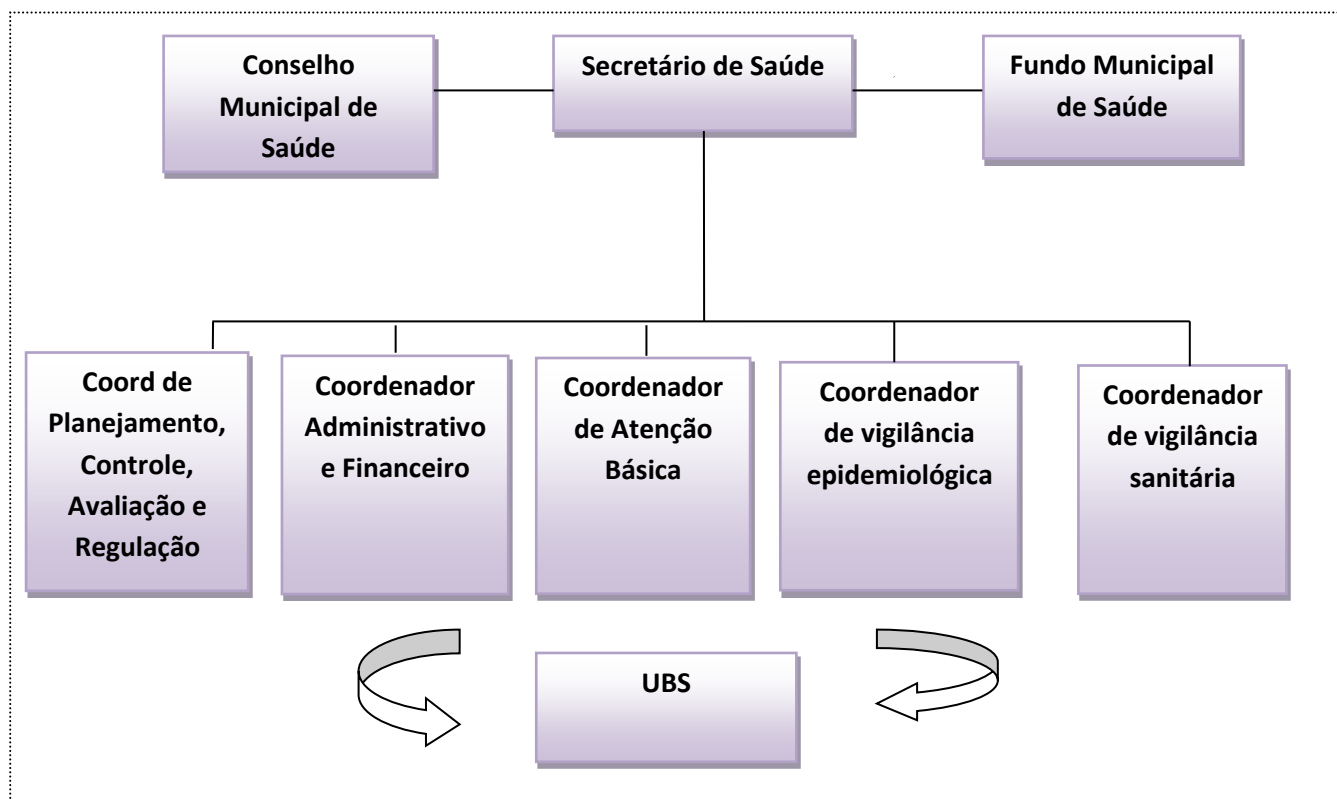 Conselho
Municipal de
Saúde
Secretário de Saúde
Fundo Municipal
de Saúde
Coord de
Planejamento,
Controle,
Avaliação e
Regulação
Coordenador
Administrativo
e Financeiro
Coordenador
de Atenção
Básica
Coordenador
de vigilância
epidemiológica
Coordenador
de vigilância
sanitária
UBS